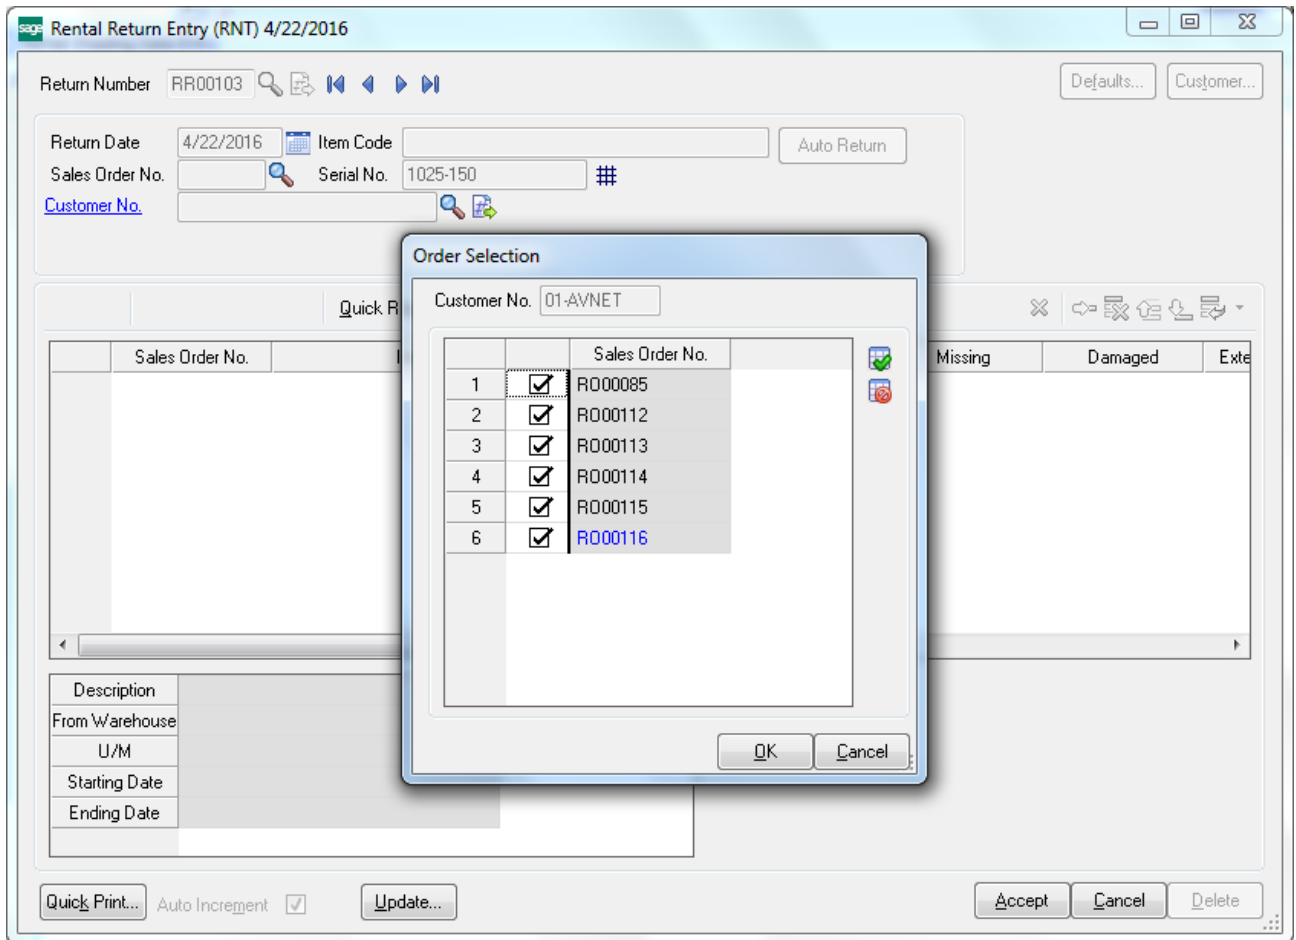 sage Rental Return Entry (RNT) 4/22/2016
Return Number RR00103 Defaults... Customer...
Return Date 4/22/2016 Item Code Auto Return
Sales Order No. Serial No. 1025-150
Customer No.
Order Selection
Customer No. 01-AVNET
Quick R
Sales Order No. I Missing Damaged Exte
Sales Order No.
1 RO00085
2 RO00112
3 RO00113
4 RO00114
5 RO00115
6 RO00116
OK Cancel
Description
From Warehouse
U/M
Starting Date
Ending Date
Quick Print... Auto Increment Update... Accept Cancel Delete